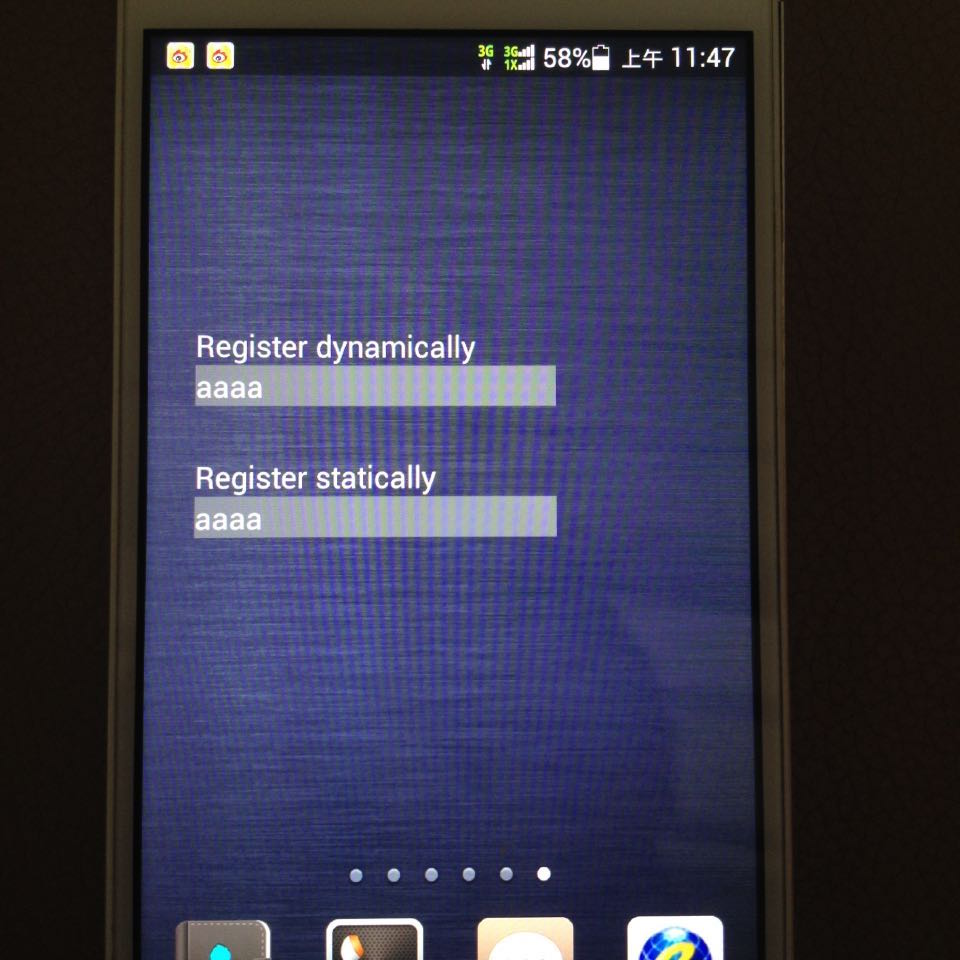 3G 3G 1X 58% 上午 11:47
Register dynamically
aaaa
Register statically
aaaa